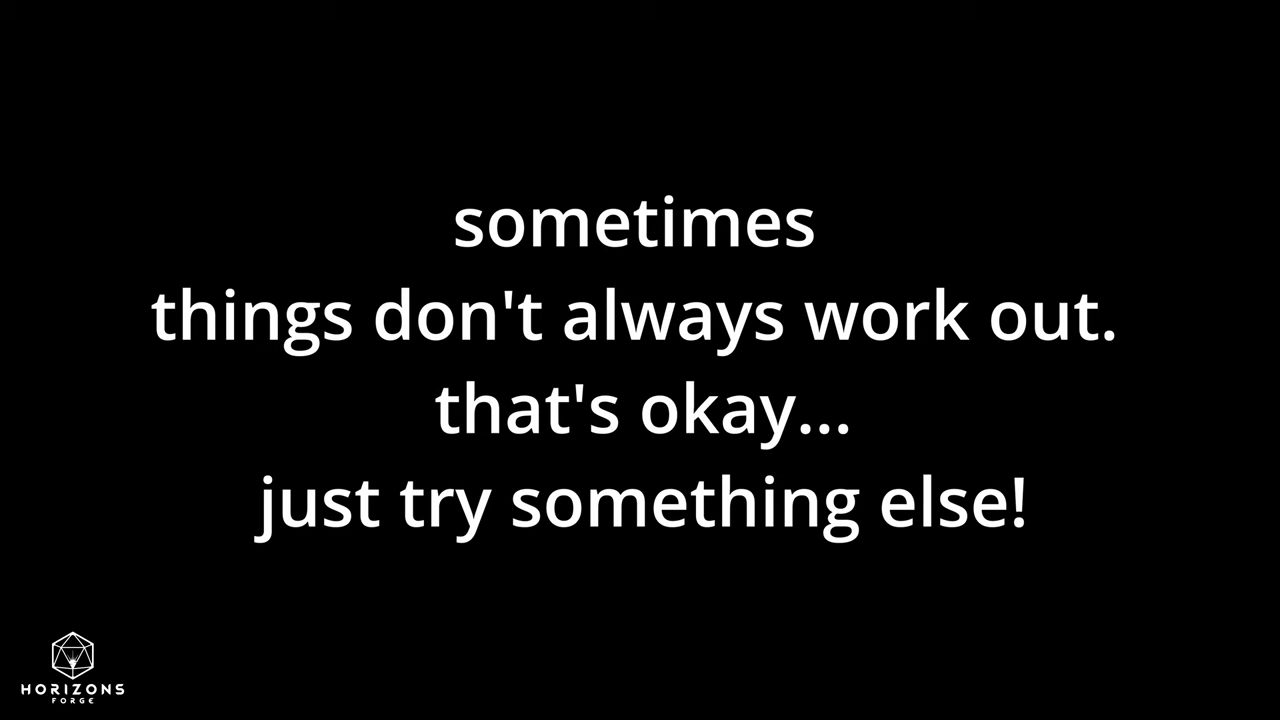 sometimes
things don't always work out.
that's okay...
just try something else!
HORIZONS
FORGE